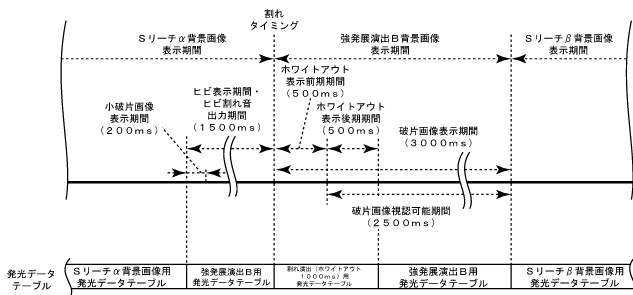 割れ
タイミング
Sリーチα背景画像
表示期間
強発展演出B背景画像
表示期間
Sリーチβ背景画像
表示期間
ホワイトアウト
表示前期期間
(500ms)
ヒビ表示期間・
ヒビ割れ音
出力期間
(1500ms)
小破片画像
表示期間
(200ms)
ホワイトアウト
表示後期期間
(500ms)
破片画像表示期間
(3000ms)
破片画像視認可能期間
(2500ms)
発光データ
テーブル
Sリーチα背景画像用
発光データテーブル
強発展演出B用
発光データテーブル
割れ演出(ホワイトアウト
1000ms)用
発光データテーブル
強発展演出B用
発光データテーブル
Sリーチβ背景画像用
発光データテーブル